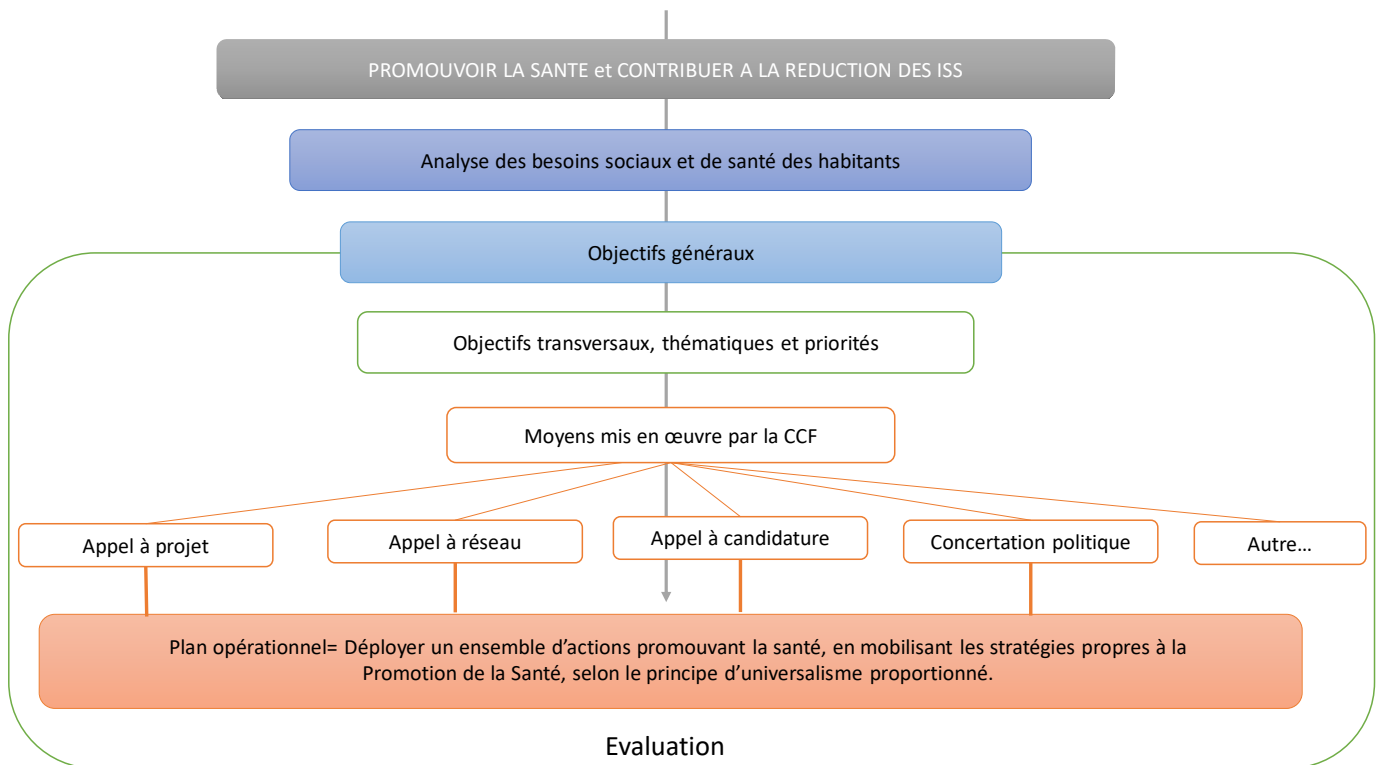 PROMOUVOIR LA SANTE et CONTRIBUER A LA REDUCTION DES ISS
Analyse des besoins sociaux et de santé des habitants
Objectifs généraux
Objectifs transversaux, thématiques et priorités
Moyens mis en œuvre par la CCF
Appel à projet
Appel à réseau
Appel à candidature
Concertation politique
Autre...
Plan opérationnel= Déployer un ensemble d’actions promouvant la santé, en mobilisant les stratégies propres à la
Promotion de la Santé, selon le principe d’universalisme proportionné.
Evaluation